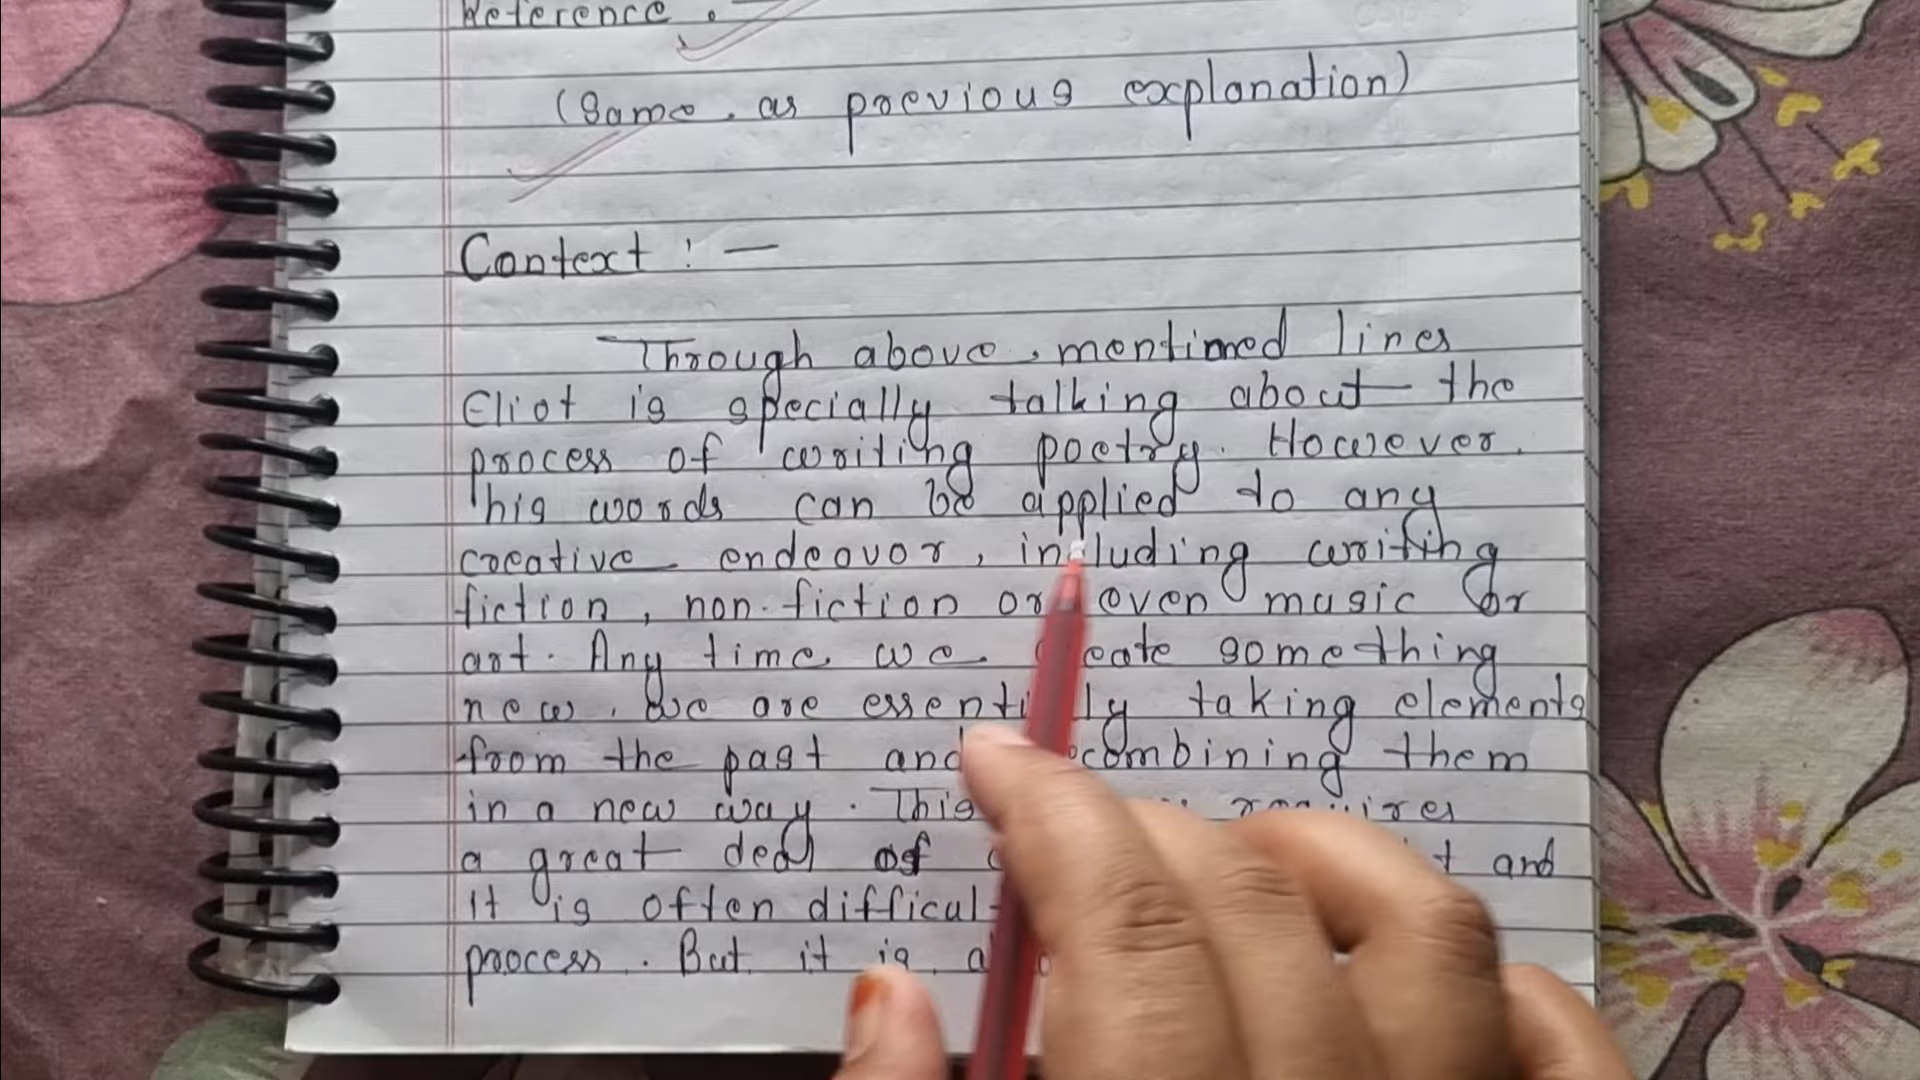 Reference :-
(Same as previous explanation)
Context :-
Through above mentioned lines
Eliot is specially talking about the
process of writing poetry. However.
his words can be applied to any
creative endeavor, including writing
fiction, non-fiction or even music or
art. Any time we create something
new, we are essentially taking elements
from the past and recombining them
in a new way. This requires
a great deal of and
it is often difficult
process. But it is